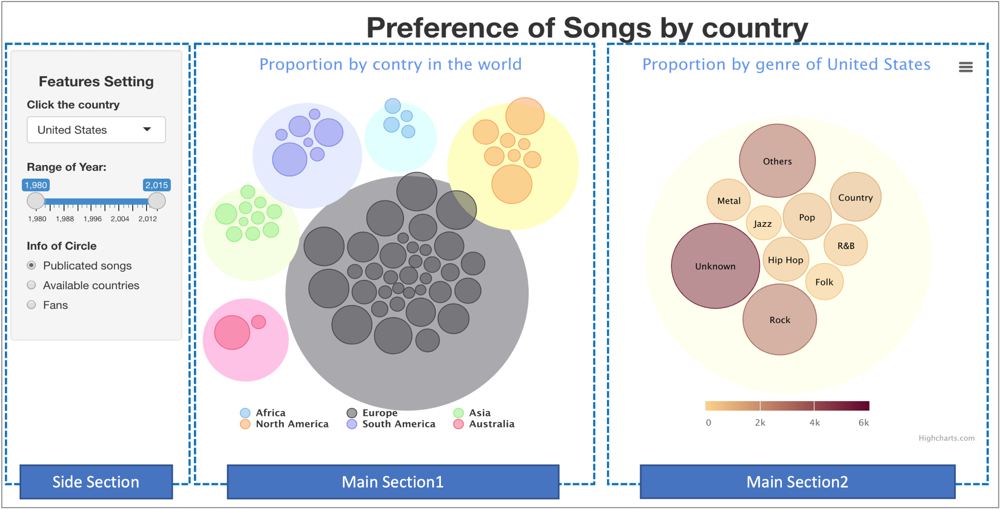 Preference of Songs by country
Features Setting
Click the country
United States
Range of Year:
1,980 2,015
1,980 1,988 1,996 2,004 2,012
Info of Circle
Publicated songs
Available countries
Fans
Side Section
Proportion by contry in the world
Africa Europe Asia
North America South America Australia
Main Section1
Proportion by genre of United States
Others
Metal
Country
Pop
Jazz
R&B
Hip Hop
Unknown
Folk
Rock
0 2k 4k 6k
Highcharts.com
Main Section2